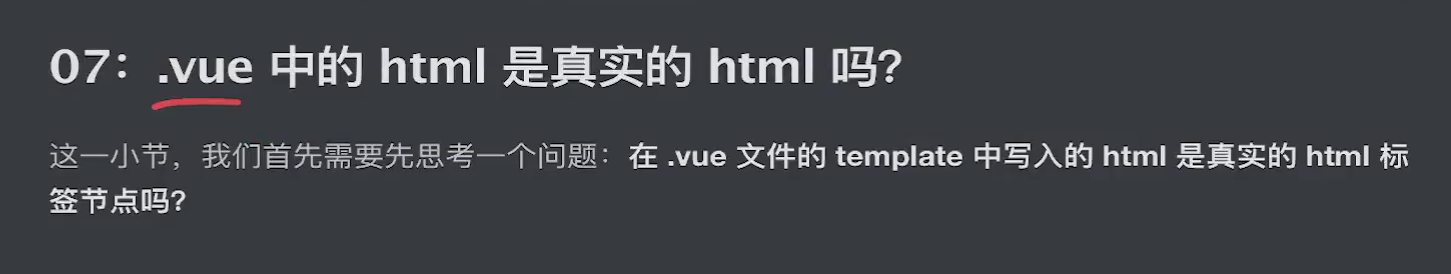 07：.vue 中的 html 是真实的 html 吗？
这一小节，我们首先需要先思考一个问题：在 .vue 文件的 template 中写入的 html 是真实的 html 标
签节点吗？